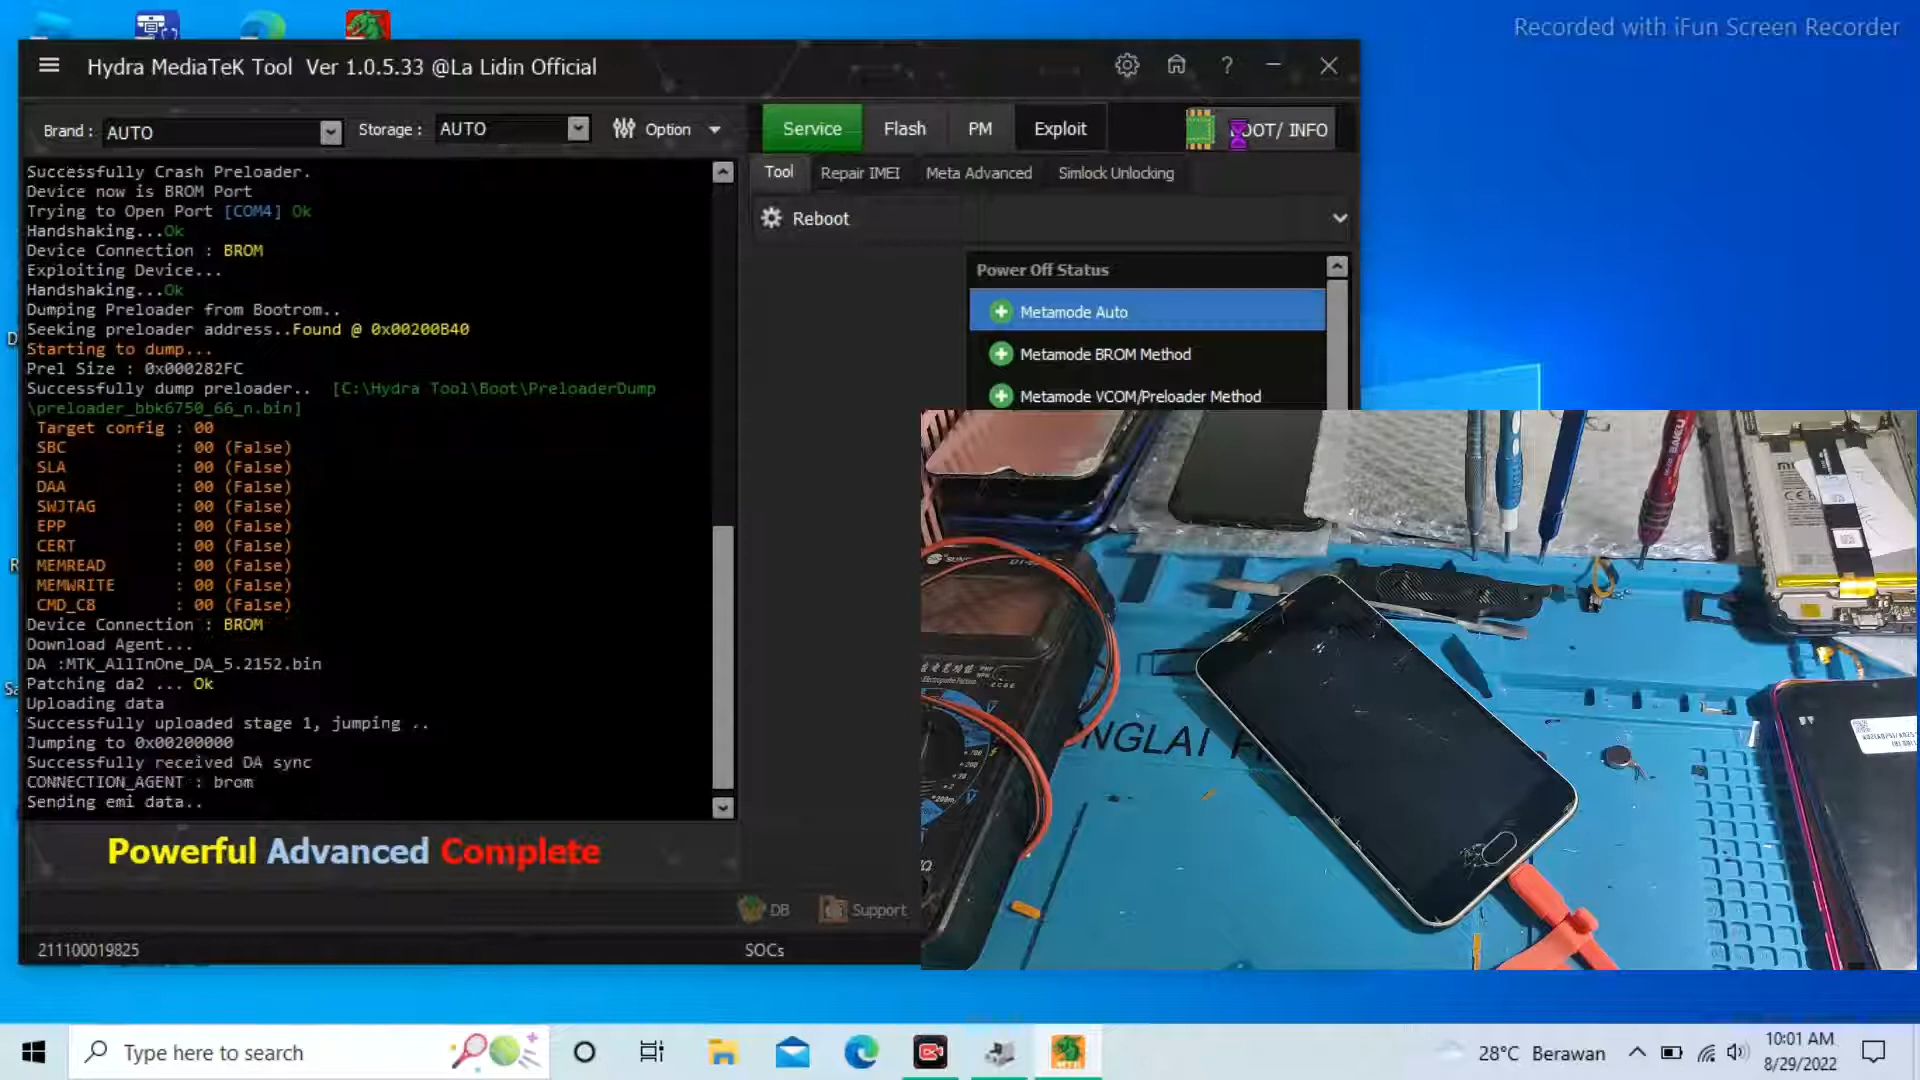 Recorded with iFun Screen Recorder
Hydra MediaTeK Tool Ver 1.0.5.33 @La Lidin Official
Brand : AUTO Storage : AUTO Option
Service Flash PM Exploit OOT/ INFO
Tool Repair IMEI Meta Advanced Simlock Unlocking
Reboot
Power Off Status
Metamode Auto
Metamode BROM Method
Metamode VCOM/Preloader Method
Successfully Crash Preloader.
Device now is BROM Port
Trying to Open Port [COM4] Ok
Handshaking...Ok
Device Connection : BROM
Exploiting Device...
Handshaking...Ok
Dumping Preloader from Bootrom..
Seeking preloader address..Found @ 0x00200B40
Starting to dump...
Prel Size : 0x000282FC
Successfully dump preloader.. [C:\Hydra Tool\Boot\PreloaderDump
\preloader_bbk6750_66_n.bin]
Target config : 00
SBC : 00 (False)
SLA : 00 (False)
DAA : 00 (False)
SWJTAG : 00 (False)
EPP : 00 (False)
CERT : 00 (False)
MEMREAD : 00 (False)
MEMWRITE : 00 (False)
CMD_C8 : 00 (False)
Device Connection : BROM
Download Agent...
DA :MTK_AllInOne_DA_5.2152.bin
Patching da2 ... Ok
Uploading data
Successfully uploaded stage 1, jumping ..
Jumping to 0x00200000
Successfully received DA sync
CONNECTION_AGENT : brom
Sending emi data..
Powerful Advanced Complete
DB Support
211100019825 SOCs
NGLAI
BAKU
Type here to search
28°C Berawan
10:01 AM
8/29/2022